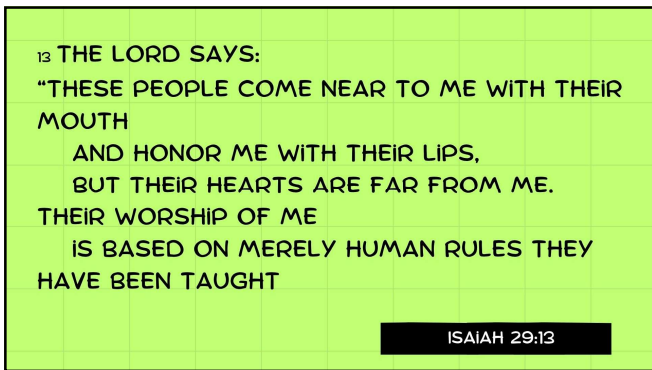 13 THE LORD SAYS:
“THESE PEOPLE COME NEAR TO ME WITH THEIR
MOUTH
AND HONOR ME WITH THEIR LIPS,
BUT THEIR HEARTS ARE FAR FROM ME.
THEIR WORSHIP OF ME
IS BASED ON MERELY HUMAN RULES THEY
HAVE BEEN TAUGHT
ISAIAH 29:13